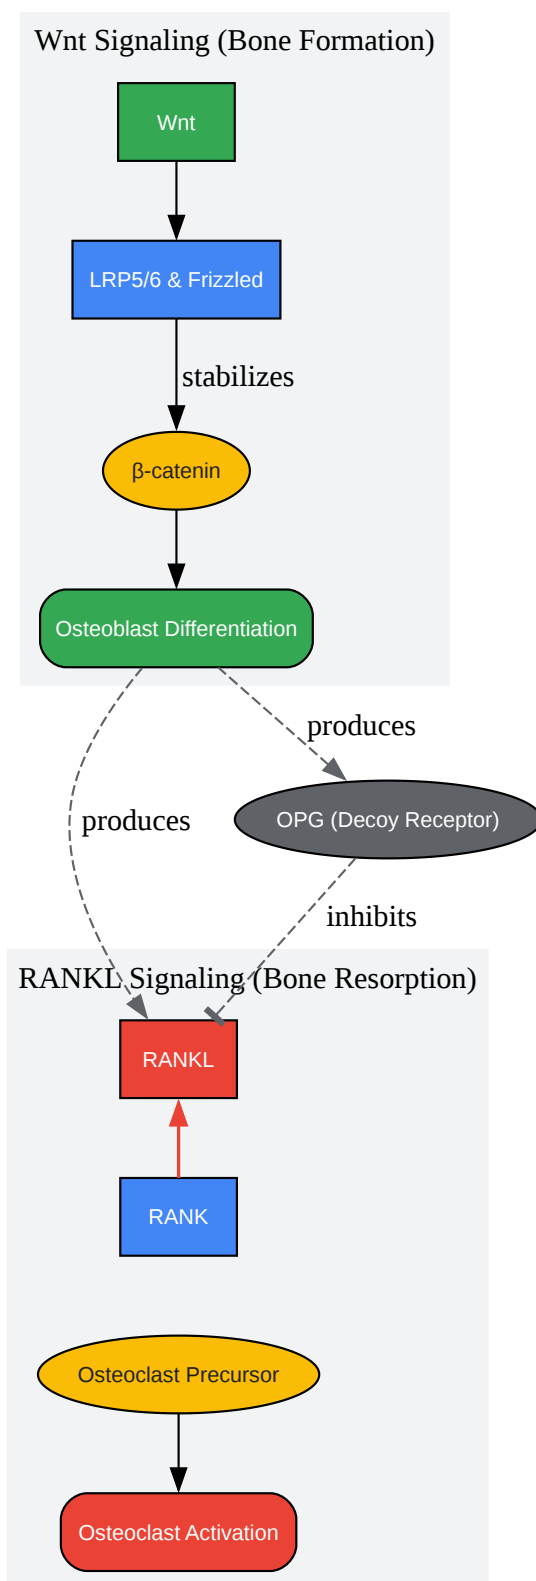 Wnt Signaling (Bone Formation)
Wnt
LRP5/6 & Frizzled
stabilizes
β-catenin
Osteoblast Differentiation
produces
produces
OPG (Decoy Receptor)
inhibits
RANKL Signaling (Bone Resorption)
RANKL
RANK
Osteoclast Precursor
Osteoclast Activation